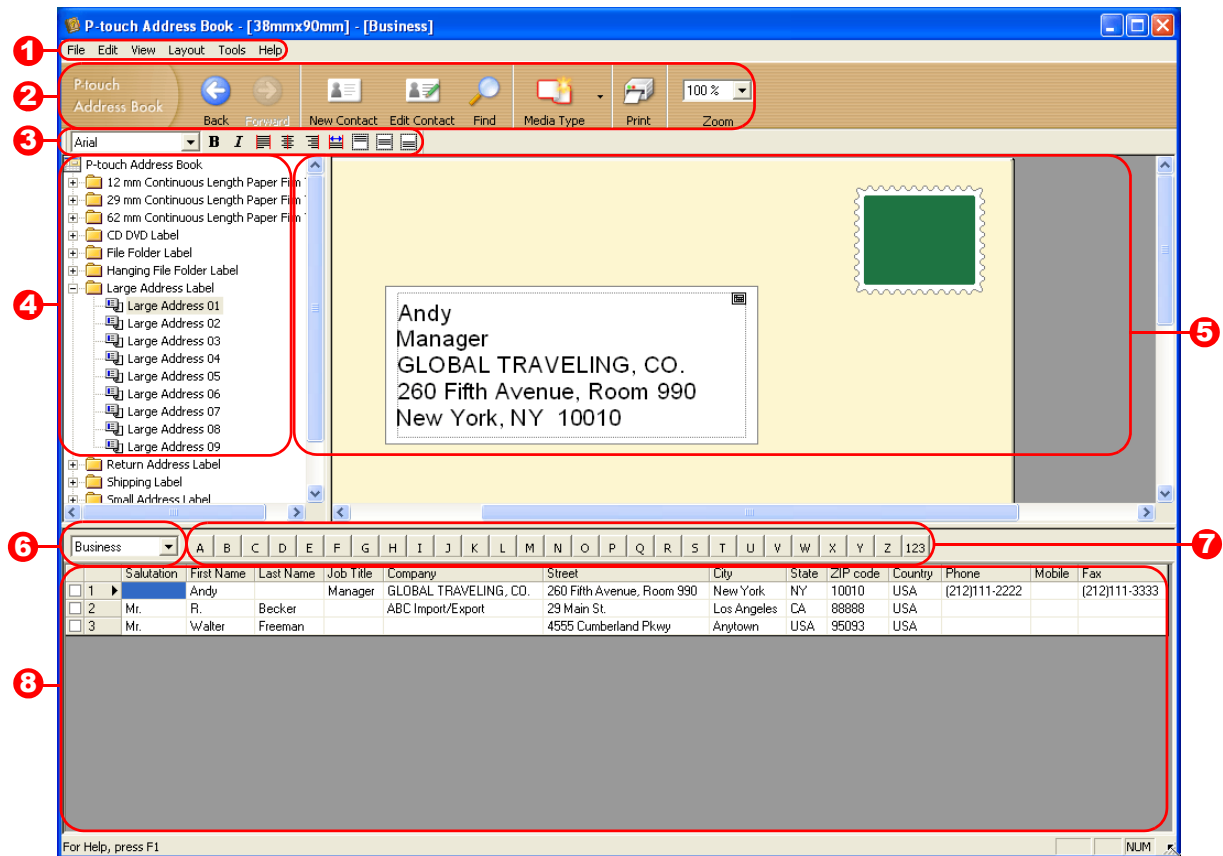 P-touch Address Book - [38mmx90mm] - [Business]
1
File Edit View Layout Tools Help
2
P-touch
Address Book
Back Forward New Contact Edit Contact Find Media Type Print 100 % Zoom
3
Arial B I
4
P-touch Address Book
12 mm Continuous Length Paper Film
29 mm Continuous Length Paper Film
62 mm Continuous Length Paper Film
CD DVD Label
File Folder Label
Hanging File Folder Label
Large Address Label
Large Address 01
Large Address 02
Large Address 03
Large Address 04
Large Address 05
Large Address 06
Large Address 07
Large Address 08
Large Address 09
Return Address Label
Shipping Label
Small Address Label
5
Andy
Manager
GLOBAL TRAVELING, CO.
260 Fifth Avenue, Room 990
New York, NY 10010
6
Business
A B C D E F G H I J K L M N O P Q R S T U V W X Y Z 123
7
8
Salutation First Name Last Name Job Title Company Street City State ZIP code Country Phone Mobile Fax
1 Andy Manager GLOBAL TRAVELING, CO. 260 Fifth Avenue, Room 990 New York NY 10010 USA (212)111-2222 (212)111-3333
2 Mr. R. Becker ABC Import/Export 29 Main St. Los Angeles CA 88888 USA
3 Mr. Walter Freeman 4555 Cumberland Pkwy Anytown USA 95093 USA
For Help, press F1
NUM